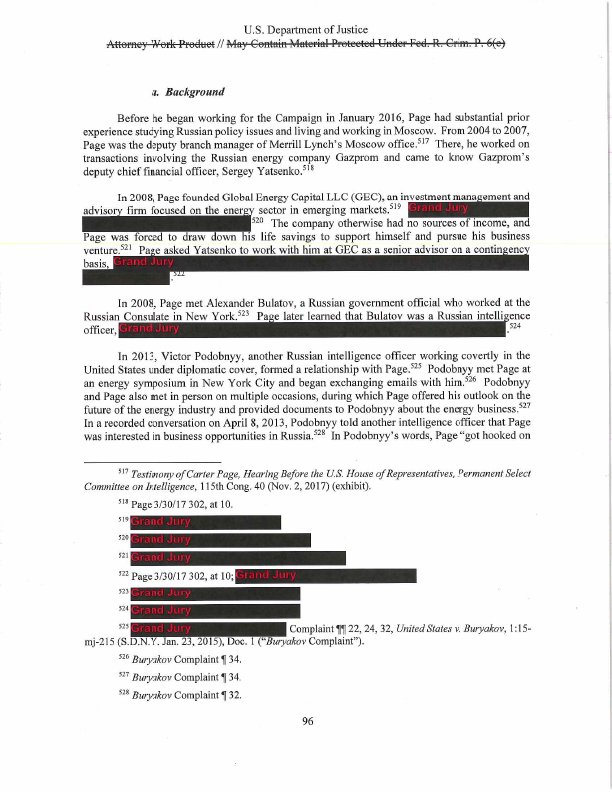 U.S. Department of Justice
Attorney Work Product // May Contain Material Protected Under Fed. R. Crim. P. 6(e)
a. Background
Before he began working for the Campaign in January 2016, Page had substantial prior
experience studying Russian policy issues and living and working in Moscow. From 2004 to 2007,
Page was the deputy branch manager of Merrill Lynch's Moscow office.517 There, he worked on
transactions involving the Russian energy company Gazprom and came to know Gazprom's
deputy chief financial officer, Sergey Yatsenko.518
In 2008, Page founded Global Energy Capital LLC (GEC), an investment management and
advisory firm focused on the energy sector in emerging markets.519 Grand Jury
520 The company otherwise had no sources of income, and
Page was forced to draw down his life savings to support himself and pursue his business
venture.521 Page asked Yatsenko to work with him at GEC as a senior advisor on a contingency
basis, Grand Jury
.522
In 2008, Page met Alexander Bulatov, a Russian government official who worked at the
Russian Consulate in New York.523 Page later learned that Bulatov was a Russian intelligence
officer, Grand Jury .524
In 2013, Victor Podobnyy, another Russian intelligence officer working covertly in the
United States under diplomatic cover, formed a relationship with Page.525 Podobnyy met Page at
an energy symposium in New York City and began exchanging emails with him.526 Podobnyy
and Page also met in person on multiple occasions, during which Page offered his outlook on the
future of the energy industry and provided documents to Podobnyy about the energy business.527
In a recorded conversation on April 8, 2013, Podobnyy told another intelligence officer that Page
was interested in business opportunities in Russia.528 In Podobnyy's words, Page "got hooked on
517 Testimony of Carter Page, Hearing Before the U.S. House of Representatives, Permanent Select
Committee on Intelligence, 115th Cong. 40 (Nov. 2, 2017) (exhibit).
518 Page 3/30/17 302, at 10.
519 Grand Jury
520 Grand Jury
521 Grand Jury
522 Page 3/30/17 302, at 10; Grand Jury
523 Grand Jury
524 Grand Jury
525 Grand Jury Complaint ¶¶ 22, 24, 32, United States v. Buryakov, 1:15-
mj-215 (S.D.N.Y. Jan. 23, 2015), Doc. 1 ("Buryakov Complaint").
526 Buryakov Complaint ¶ 34.
527 Buryakov Complaint ¶ 34.
528 Buryakov Complaint ¶ 32.
96